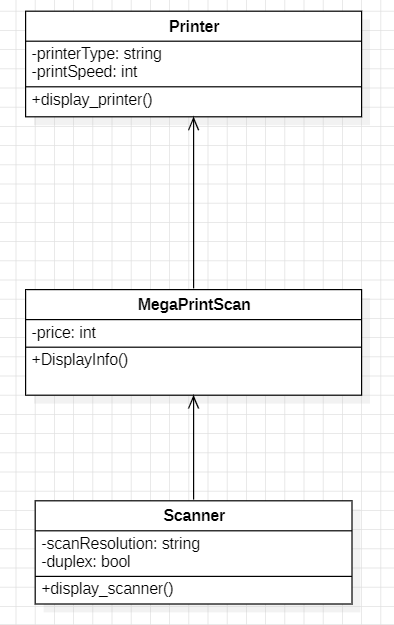 Printer
-printerType: string
-printSpeed: int
+display_printer()
MegaPrintScan
-price: int
+DisplayInfo()
Scanner
-scanResolution: string
-duplex: bool
+display_scanner()